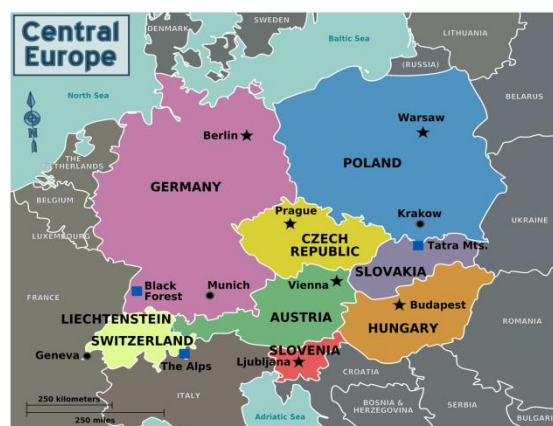 Central
Europe
DENMARK
SWEDEN
Baltic Sea
LITHUANIA
(RUSSIA)
North Sea
BELARUS
Berlin
Warsaw
THE
NETHERLANDS
POLAND
GERMANY
BELGIUM
Prague
Krakow
UKRAINE
LUXEMBOURG
CZECH
REPUBLIC
Tatra Mts.
SLOVAKIA
Black
Forest
Munich
Vienna
FRANCE
Budapest
LIECHTENSTEIN
AUSTRIA
ROMANIA
HUNGARY
SWITZERLAND
SLOVENIA
Geneva
The Alps
Ljubljana
CROATIA
250 kilometers
250 miles
ITALY
BOSNIA &
HERZEGOVINA
SERBIA
Adriatic Sea
BULGARI
N